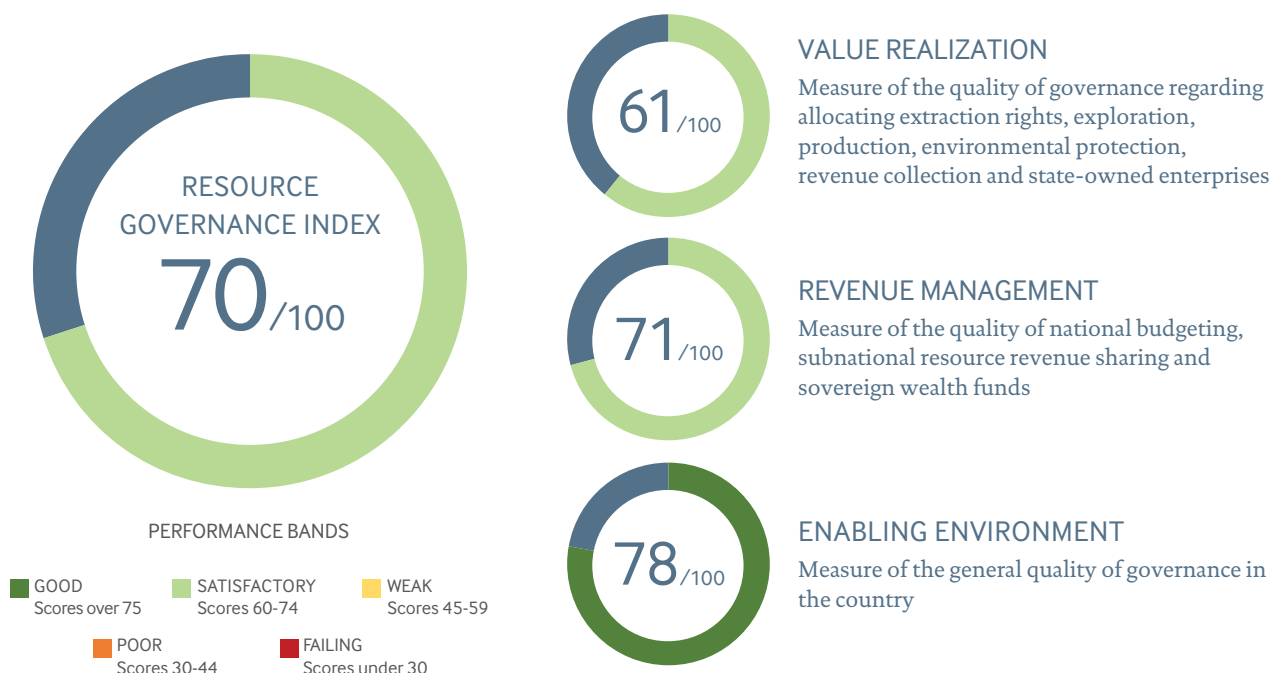 RESOURCE
GOVERNANCE INDEX
70/100
PERFORMANCE BANDS
GOOD
Scores over 75
SATISFACTORY
Scores 60-74
WEAK
Scores 45-59
POOR
Scores 30-44
FAILING
Scores under 30
61/100
VALUE REALIZATION
Measure of the quality of governance regarding
allocating extraction rights, exploration,
production, environmental protection,
revenue collection and state-owned enterprises
71/100
REVENUE MANAGEMENT
Measure of the quality of national budgeting,
subnational resource revenue sharing and
sovereign wealth funds
78/100
ENABLING ENVIRONMENT
Measure of the general quality of governance in
the country